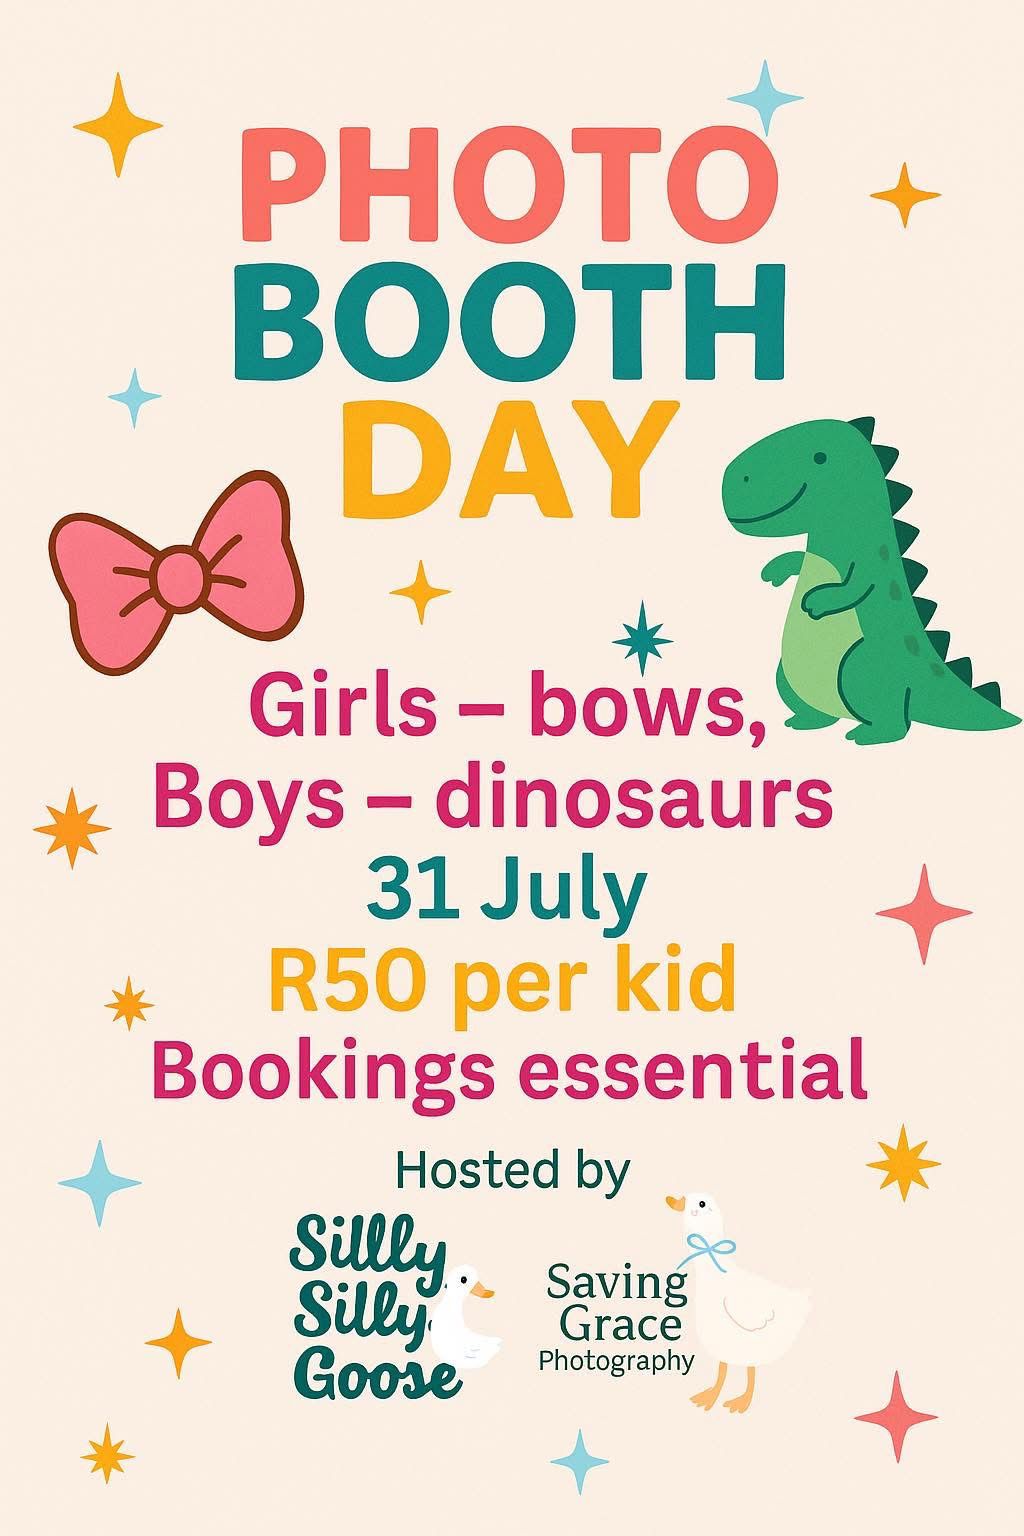 PHOTO
BOOTH
DAY
Girls – bows,
Boys – dinosaurs
31 July
R50 per kid
Bookings essential
Hosted by
Sillly
Silly
Goose
Saving
Grace
Photography